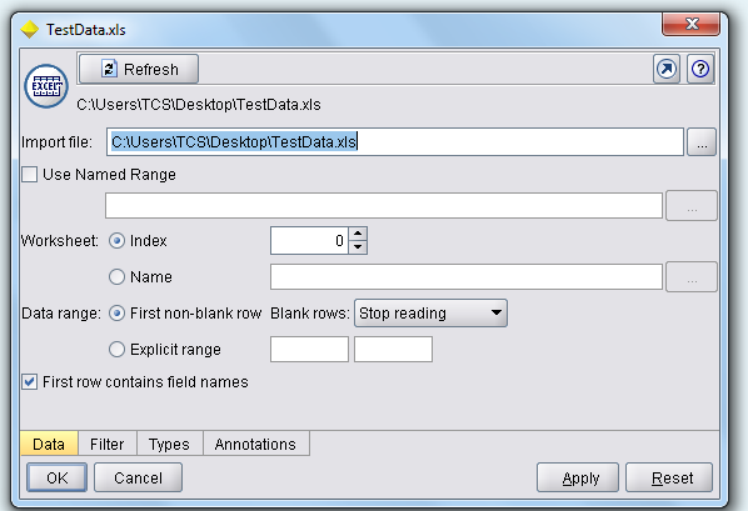 TestData.xls
EXCEL
Refresh
C:\Users\TCS\Desktop\TestData.xls
Import file: C:\Users\TCS\Desktop\TestData.xls ...
Use Named Range
...
Worksheet: Index 0
Name ...
Data range: First non-blank row Blank rows: Stop reading
Explicit range
First row contains field names
Data Filter Types Annotations
OK Cancel Apply Reset